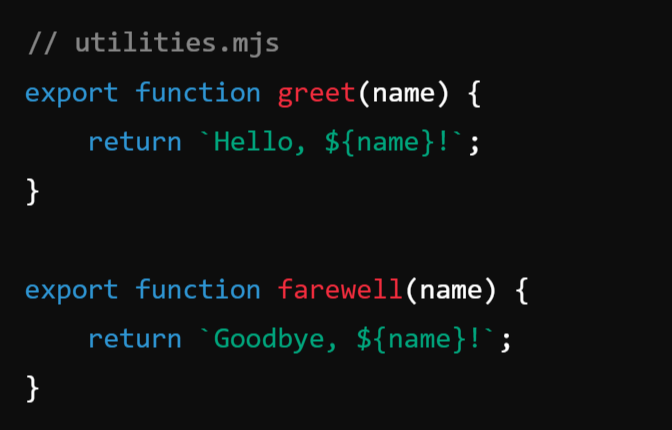 // utilities.mjs
export function greet(name) {
    return `Hello, ${name}!`;
}

export function farewell(name) {
    return `Goodbye, ${name}!`;
}